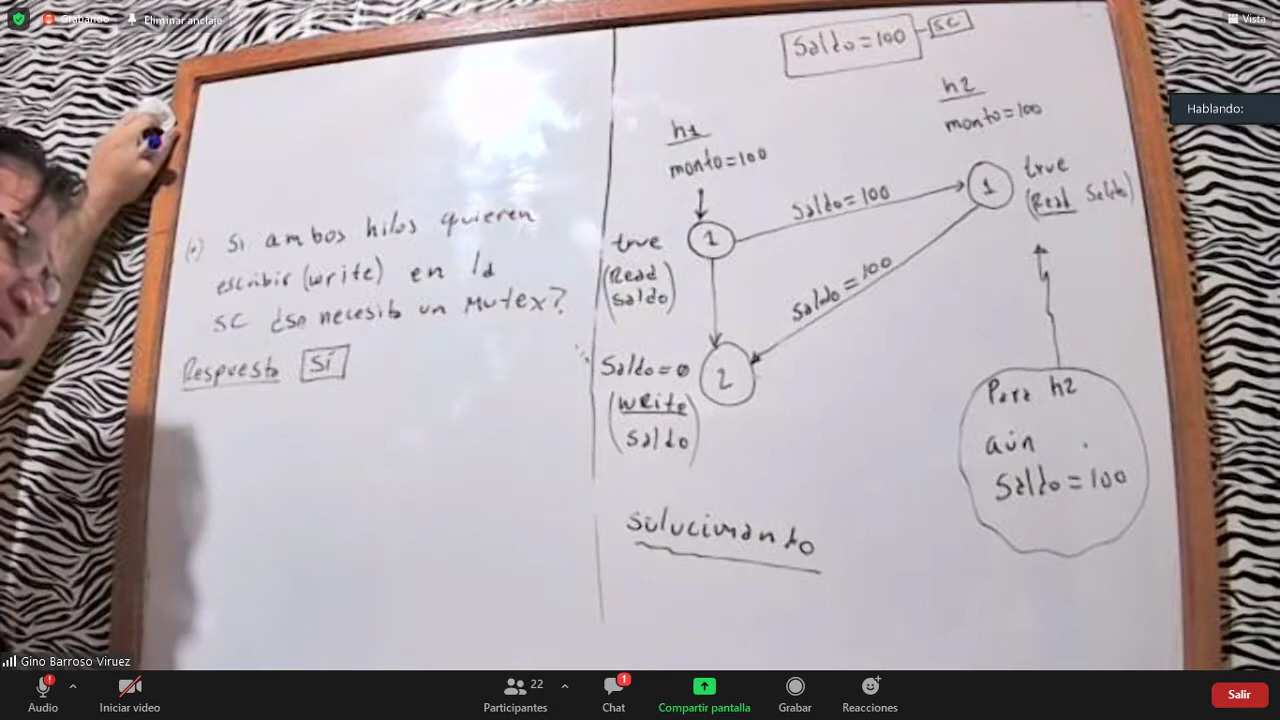 Grabando
Eliminar anclaje
Vista
Hablando:
Si ambos hilos quieren
escribir (write) en la
SC ¿se necesita un Mutex?
Respuesta Sí
Saldo=100 SC
h1
monto=100
h2
monto=100
1
true
(Read
saldo)
saldo=100
1
true
(Read Saldo)
saldo=100
Saldo=0
(write
saldo)
2
Para h2
aún
Saldo=100
solucionando
Gino Barroso Viruez
Audio
Iniciar video
22
Participantes
1
Chat
Compartir pantalla
Grabar
Reacciones
Salir